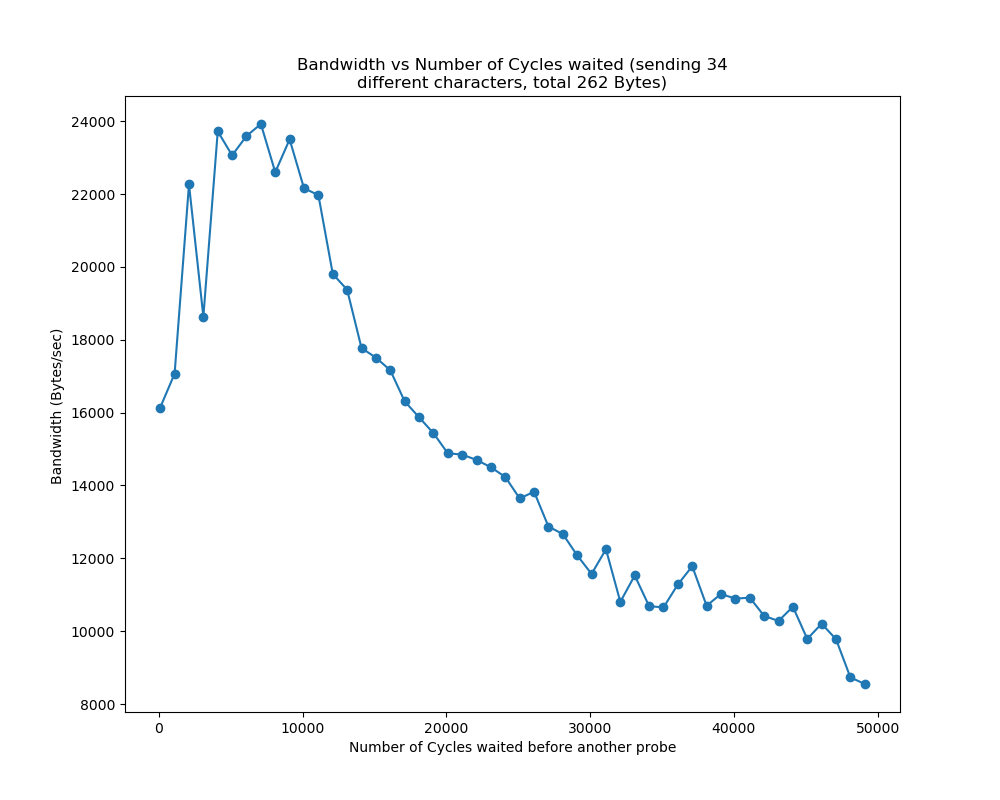 Bandwidth vs Number of Cycles waited (sending 34
different characters, total 262 Bytes)
24000
22000
20000
18000
16000
14000
12000
10000
8000
Bandwidth (Bytes/sec)
0 10000 20000 30000 40000 50000
Number of Cycles waited before another probe